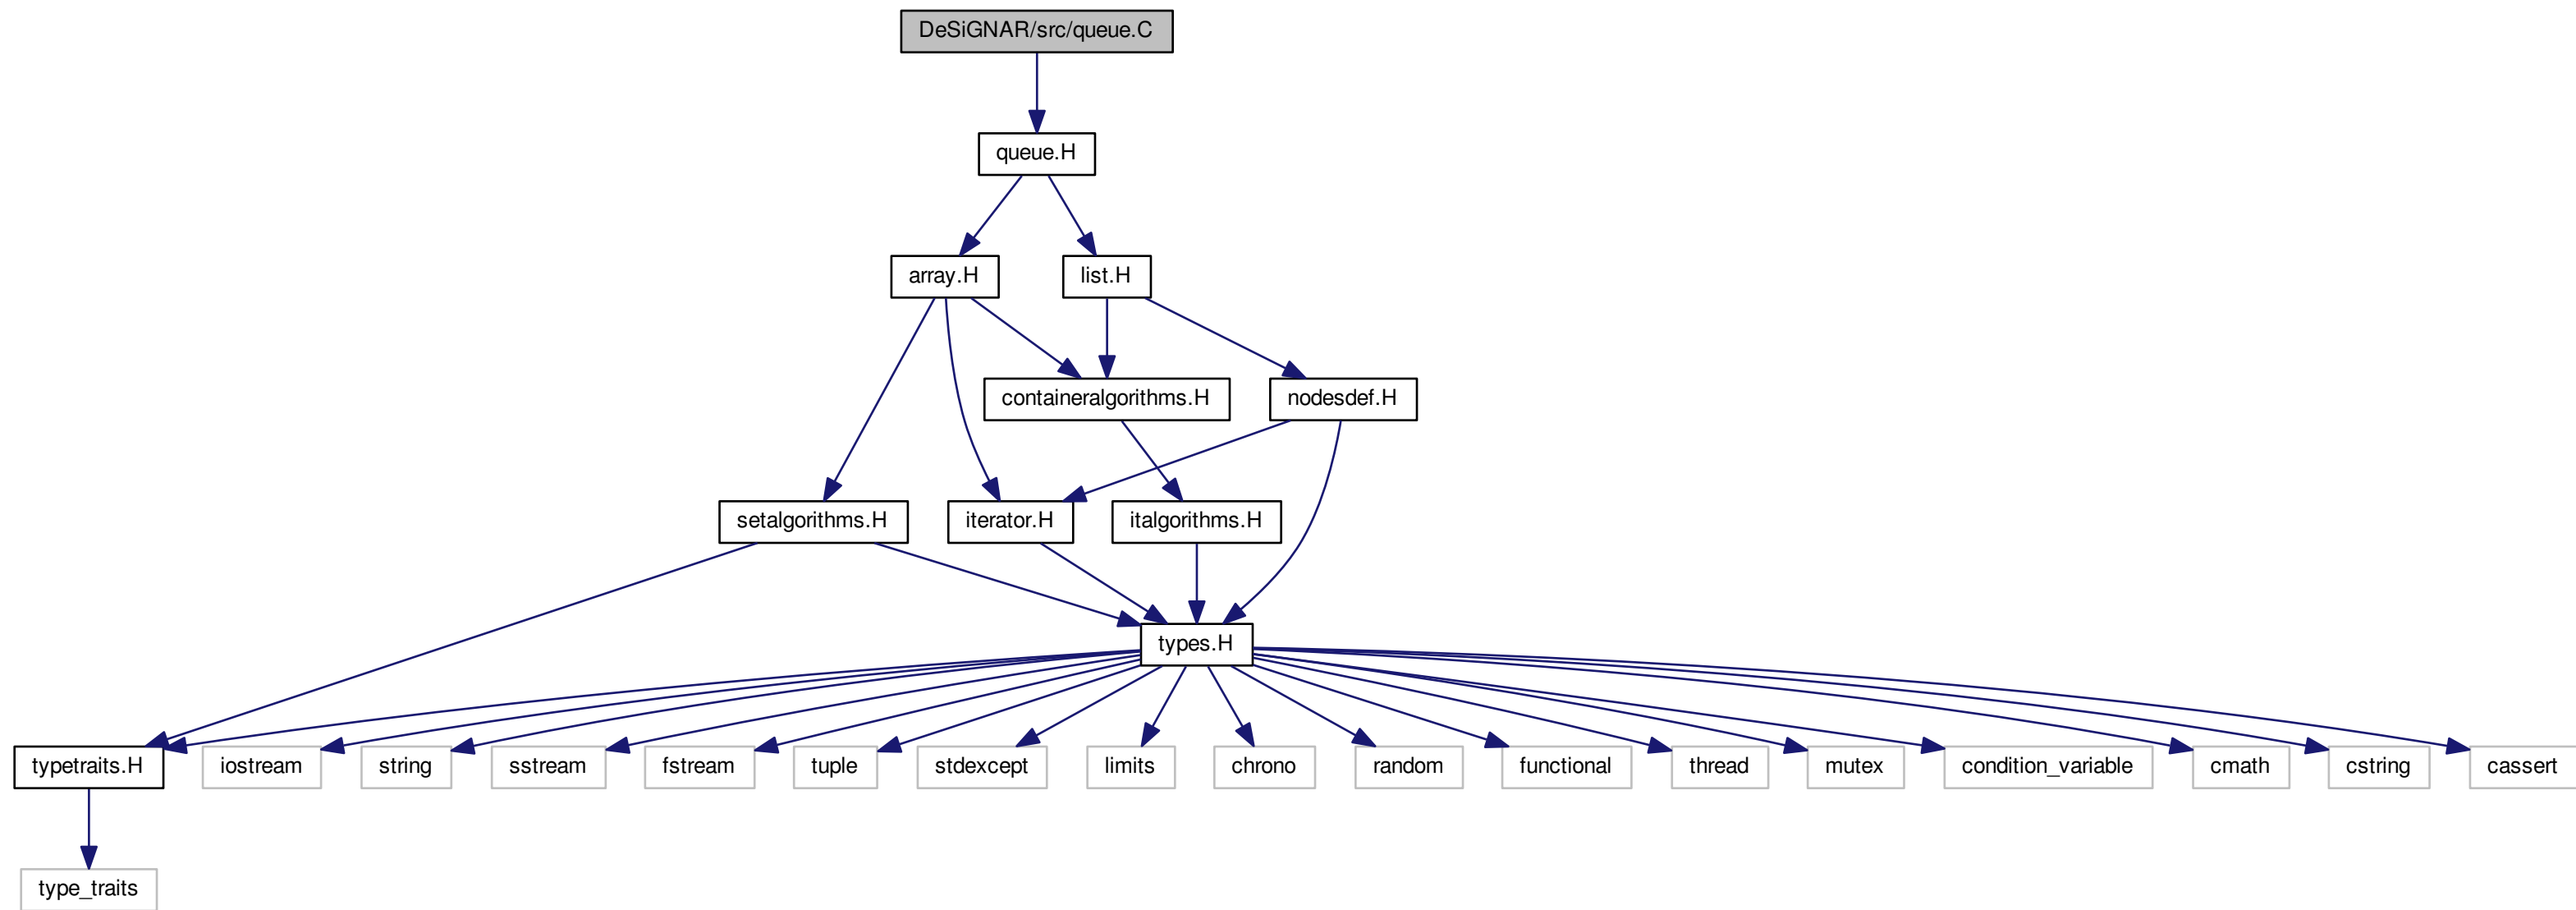 DeSiGNAR/src/queue.C
queue.H
array.H
list.H
containeralgorithms.H
nodesdef.H
setalgorithms.H
iterator.H
italgorithms.H
types.H
typetraits.H
iostream
string
sstream
fstream
tuple
stdexcept
limits
chrono
random
functional
thread
mutex
condition_variable
cmath
cstring
cassert
type_traits